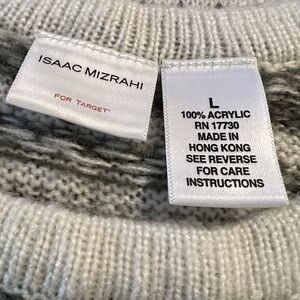 ISAAC MIZRAHI
FOR TARGET
L
100% ACRYLIC
RN 17730
MADE IN
HONG KONG
SEE REVERSE
FOR CARE
INSTRUCTIONS